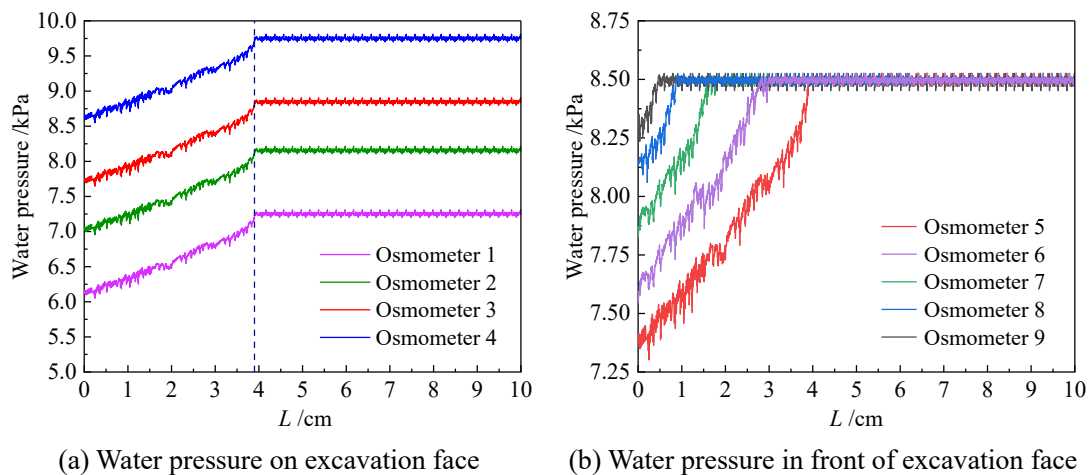 10.0
9.5
9.0
8.5
8.0
7.5
7.0
6.5
6.0
5.5
5.0
Water pressure /kPa
0 1 2 3 4 5 6 7 8 9 10
L /cm
Osmometer 1
Osmometer 2
Osmometer 3
Osmometer 4
(a) Water pressure on excavation face
8.75
8.50
8.25
8.00
7.75
7.50
7.25
Water pressure /kPa
0 1 2 3 4 5 6 7 8 9 10
L /cm
Osmometer 5
Osmometer 6
Osmometer 7
Osmometer 8
Osmometer 9
(b) Water pressure in front of excavation face